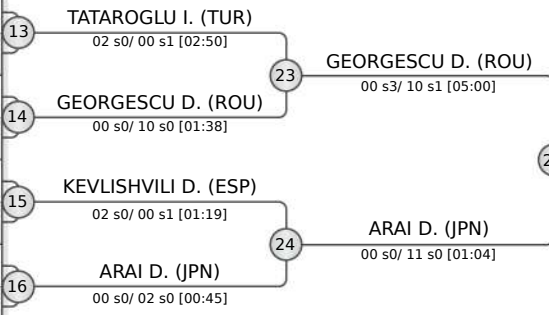 13
TATAROGLU I. (TUR)
02 s0/ 00 s1 [02:50]
23
GEORGESCU D. (ROU)
00 s3/ 10 s1 [05:00]
14
GEORGESCU D. (ROU)
00 s0/ 10 s0 [01:38]
15
KEVLISHVILI D. (ESP)
02 s0/ 00 s1 [01:19]
24
ARAI D. (JPN)
00 s0/ 11 s0 [01:04]
16
ARAI D. (JPN)
00 s0/ 02 s0 [00:45]